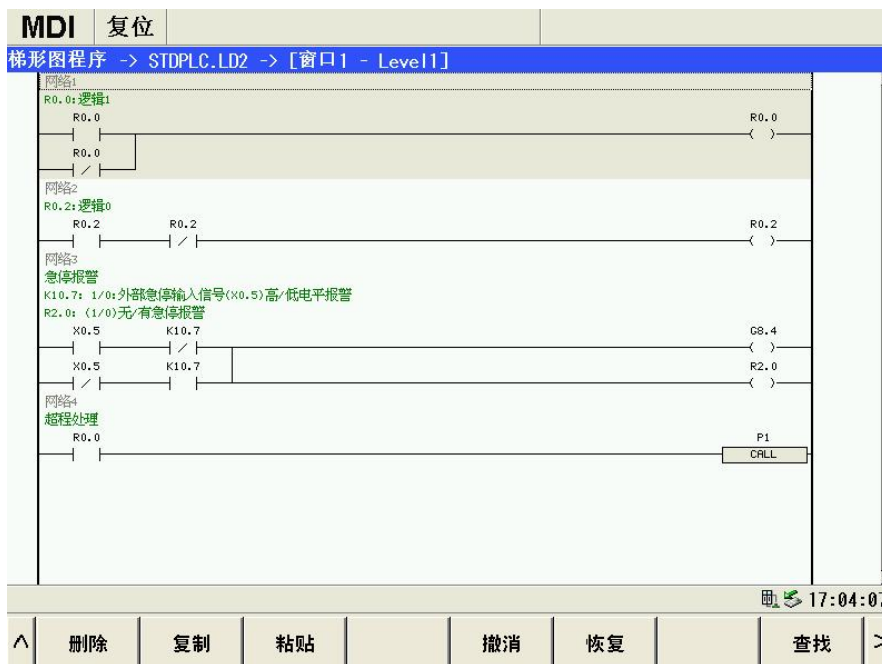 MDI 复位
梯形图程序 -> STDPLC.LD2 -> [窗口1 - Level1]
网络1
R0.0:逻辑1
R0.0 R0.0
R0.0
网络2
R0.2:逻辑0
R0.2 R0.2 R0.2
网络3
急停报警
K10.7: 1/0:外部急停输入信号(X0.5)高/低电平报警
R2.0: (1/0)无/有急停报警
X0.5 K10.7 G8.4
X0.5 K10.7 R2.0
网络4
超程处理
R0.0 P1
CALL
17:04:07
删除 复制 粘贴 撤消 恢复 查找